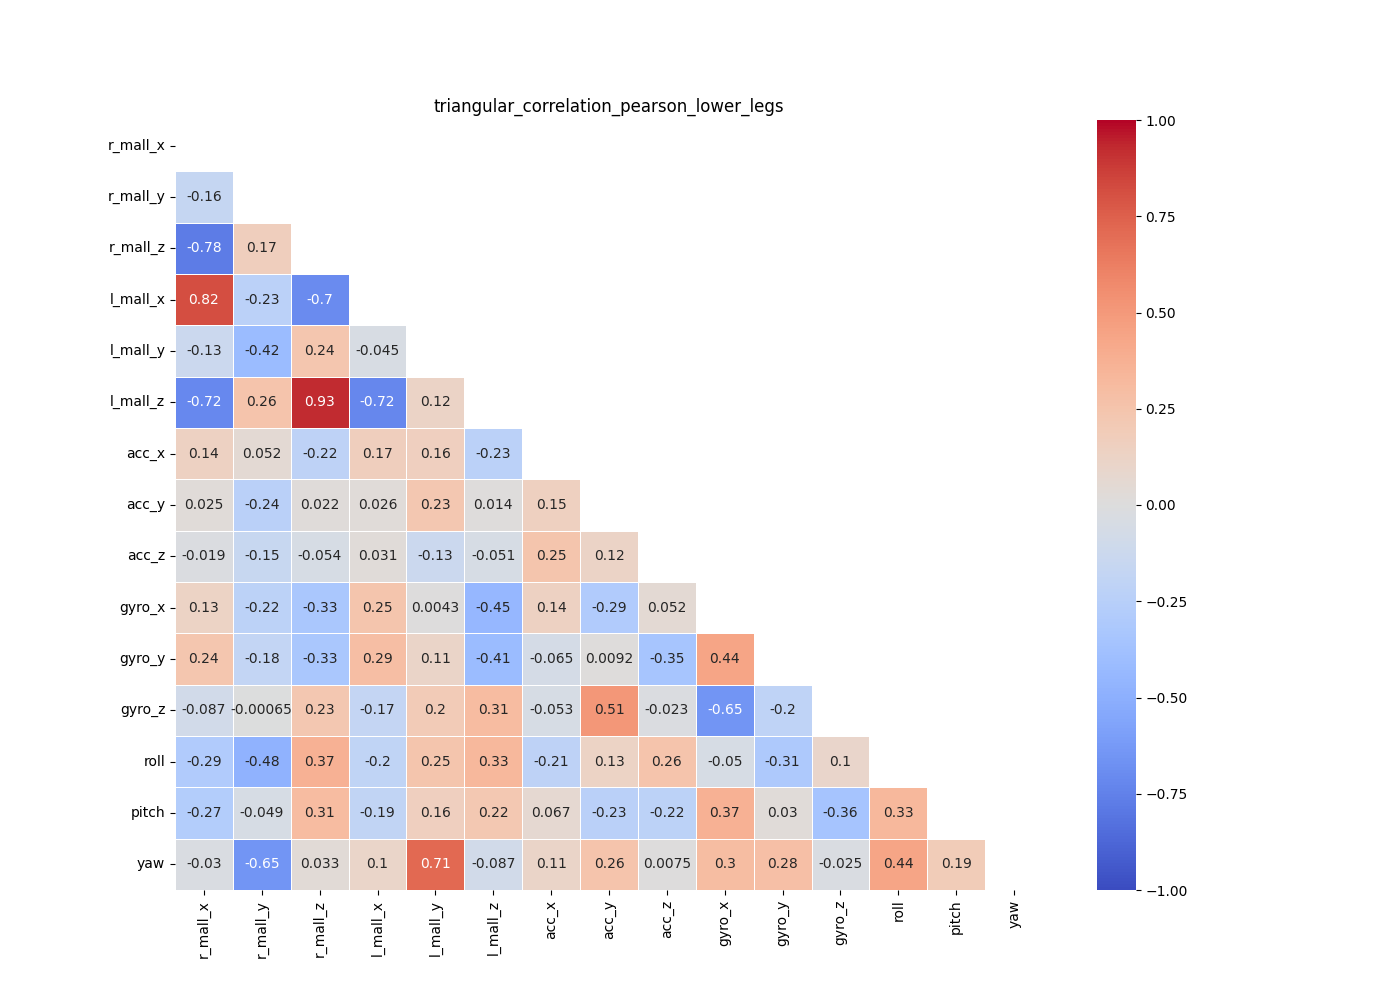 triangular_correlation_pearson_lower_legs
r_mall_x
r_mall_y -0.16
r_mall_z -0.78 0.17
l_mall_x 0.82 -0.23 -0.7
l_mall_y -0.13 -0.42 0.24 -0.045
l_mall_z -0.72 0.26 0.93 -0.72 0.12
acc_x 0.14 0.052 -0.22 0.17 0.16 -0.23
acc_y 0.025 -0.24 0.022 0.026 0.23 0.014 0.15
acc_z -0.019 -0.15 -0.054 0.031 -0.13 -0.051 0.25 0.12
gyro_x 0.13 -0.22 -0.33 0.25 0.0043 -0.45 0.14 -0.29 0.052
gyro_y 0.24 -0.18 -0.33 0.29 0.11 -0.41 -0.065 0.0092 -0.35 0.44
gyro_z -0.087 -0.00065 0.23 -0.17 0.2 0.31 -0.053 0.51 -0.023 -0.65 -0.2
roll -0.29 -0.48 0.37 -0.2 0.25 0.33 -0.21 0.13 0.26 -0.05 -0.31 0.1
pitch -0.27 -0.049 0.31 -0.19 0.16 0.22 0.067 -0.23 -0.22 0.37 0.03 -0.36 0.33
yaw -0.03 -0.65 0.033 0.1 0.71 -0.087 0.11 0.26 0.0075 0.3 0.28 -0.025 0.44 0.19
r_mall_x r_mall_y r_mall_z l_mall_x l_mall_y l_mall_z acc_x acc_y acc_z gyro_x gyro_y gyro_z roll pitch yaw
1.00
0.75
0.50
0.25
0.00
−0.25
−0.50
−0.75
−1.00